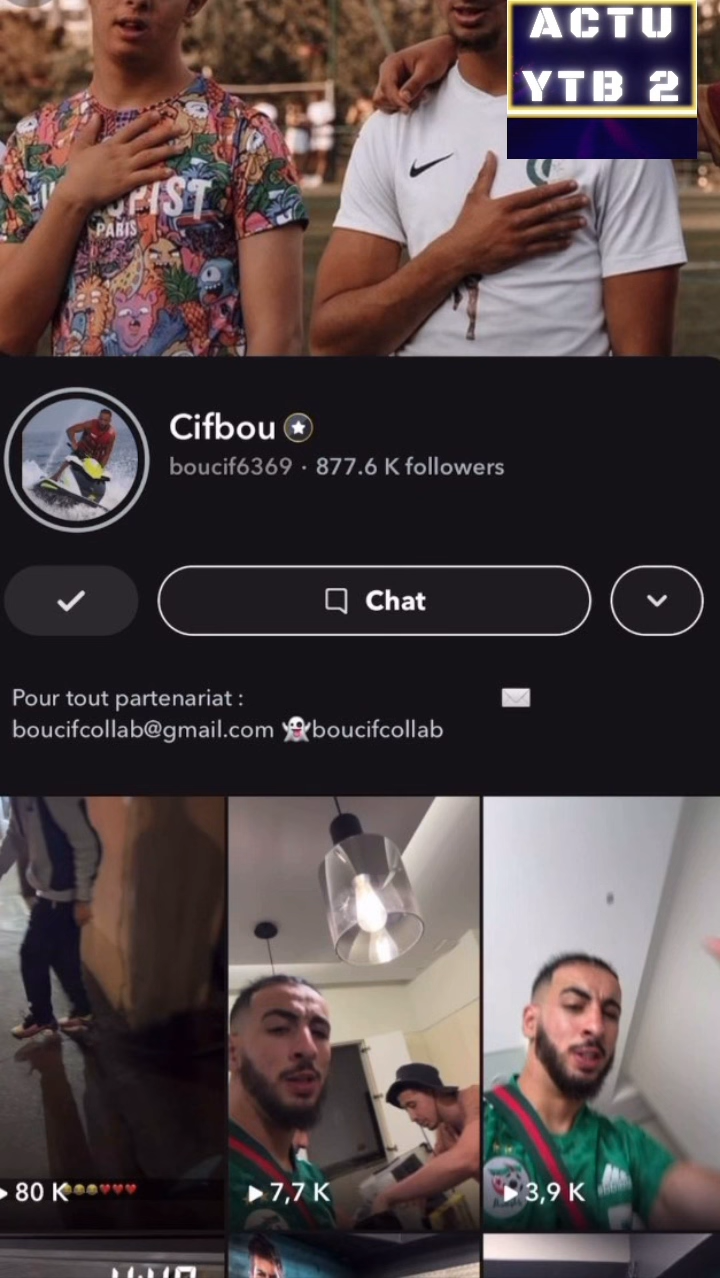 ACTU
YTB 2
PARIS
Cifbou
boucif6369 · 877.6 K followers
Chat
Pour tout partenariat :
boucifcollab@gmail.com 👻boucifcollab
80 K😂😂😂❤️❤️❤️
7,7 K
3,9 K